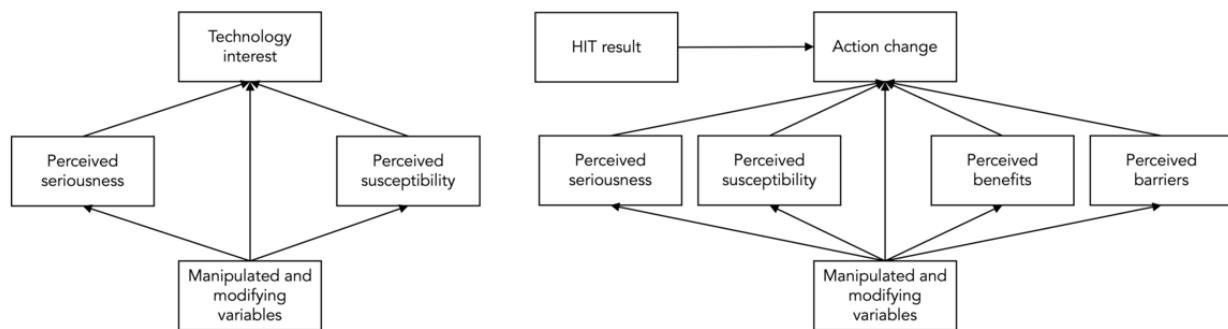 Technology
interest
Perceived
seriousness
Perceived
susceptibility
Manipulated and
modifying
variables
HIT result
Action change
Perceived
seriousness
Perceived
susceptibility
Perceived
benefits
Perceived
barriers
Manipulated and
modifying
variables